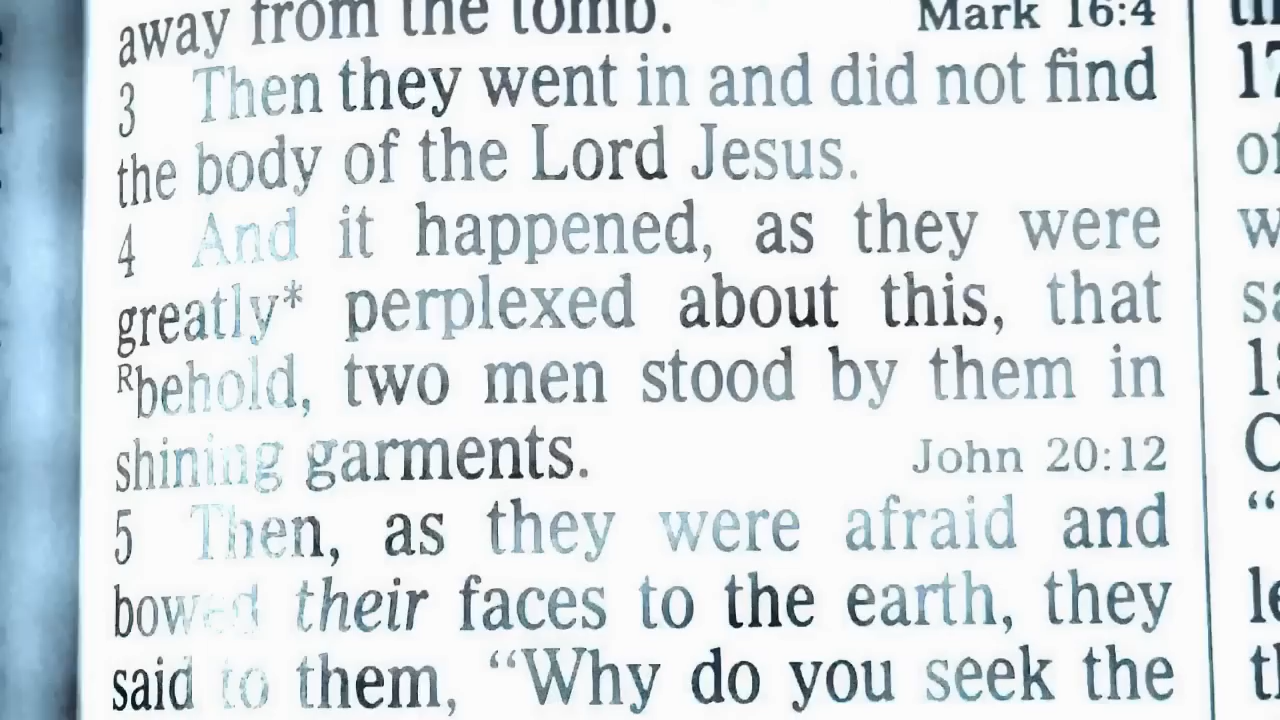 away from the tomb. Mark 16:4
3 Then they went in and did not find
the body of the Lord Jesus.
4 And it happened, as they were
greatly* perplexed about this, that
Rbehold, two men stood by them in
shining garments. John 20:12
5 Then, as they were afraid and
bowed their faces to the earth, they
said to them, “Why do you seek the